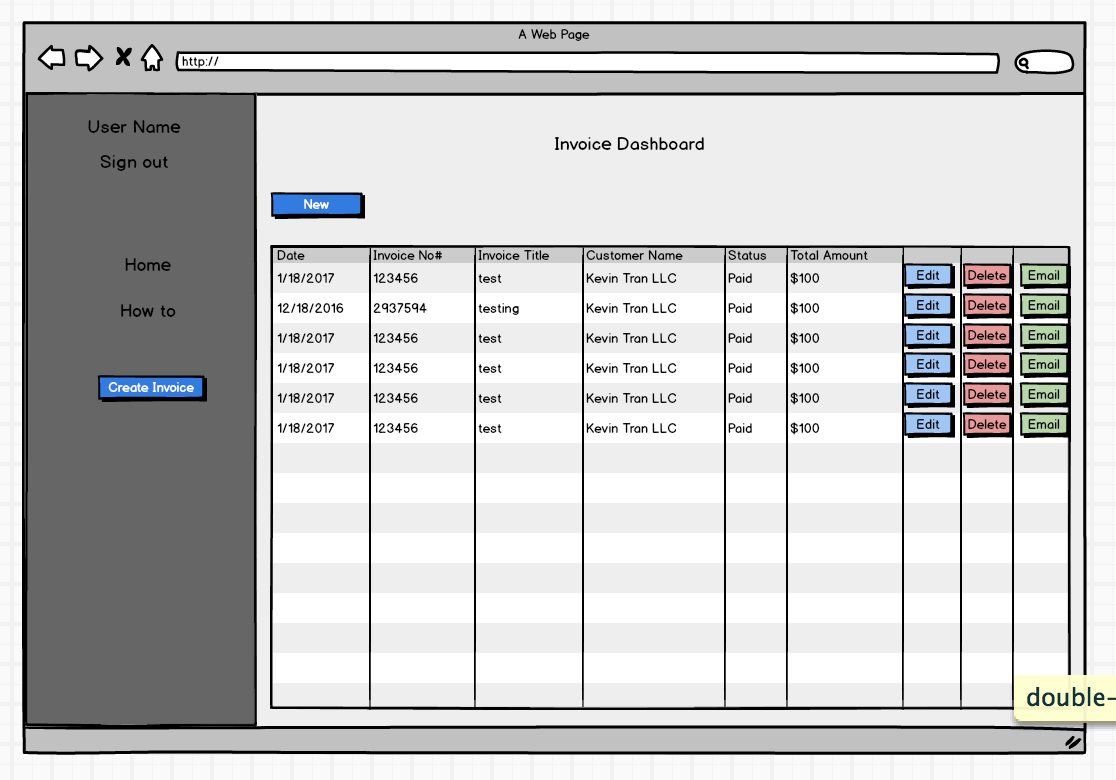 A Web Page
http://
User Name
Sign out
Home
How to
Create Invoice
Invoice Dashboard
New
Date Invoice No# Invoice Title Customer Name Status Total Amount
1/18/2017 123456 test Kevin Tran LLC Paid $100 Edit Delete Email
12/18/2016 2937594 testing Kevin Tran LLC Paid $100 Edit Delete Email
1/18/2017 123456 test Kevin Tran LLC Paid $100 Edit Delete Email
1/18/2017 123456 test Kevin Tran LLC Paid $100 Edit Delete Email
1/18/2017 123456 test Kevin Tran LLC Paid $100 Edit Delete Email
1/18/2017 123456 test Kevin Tran LLC Paid $100 Edit Delete Email
double-